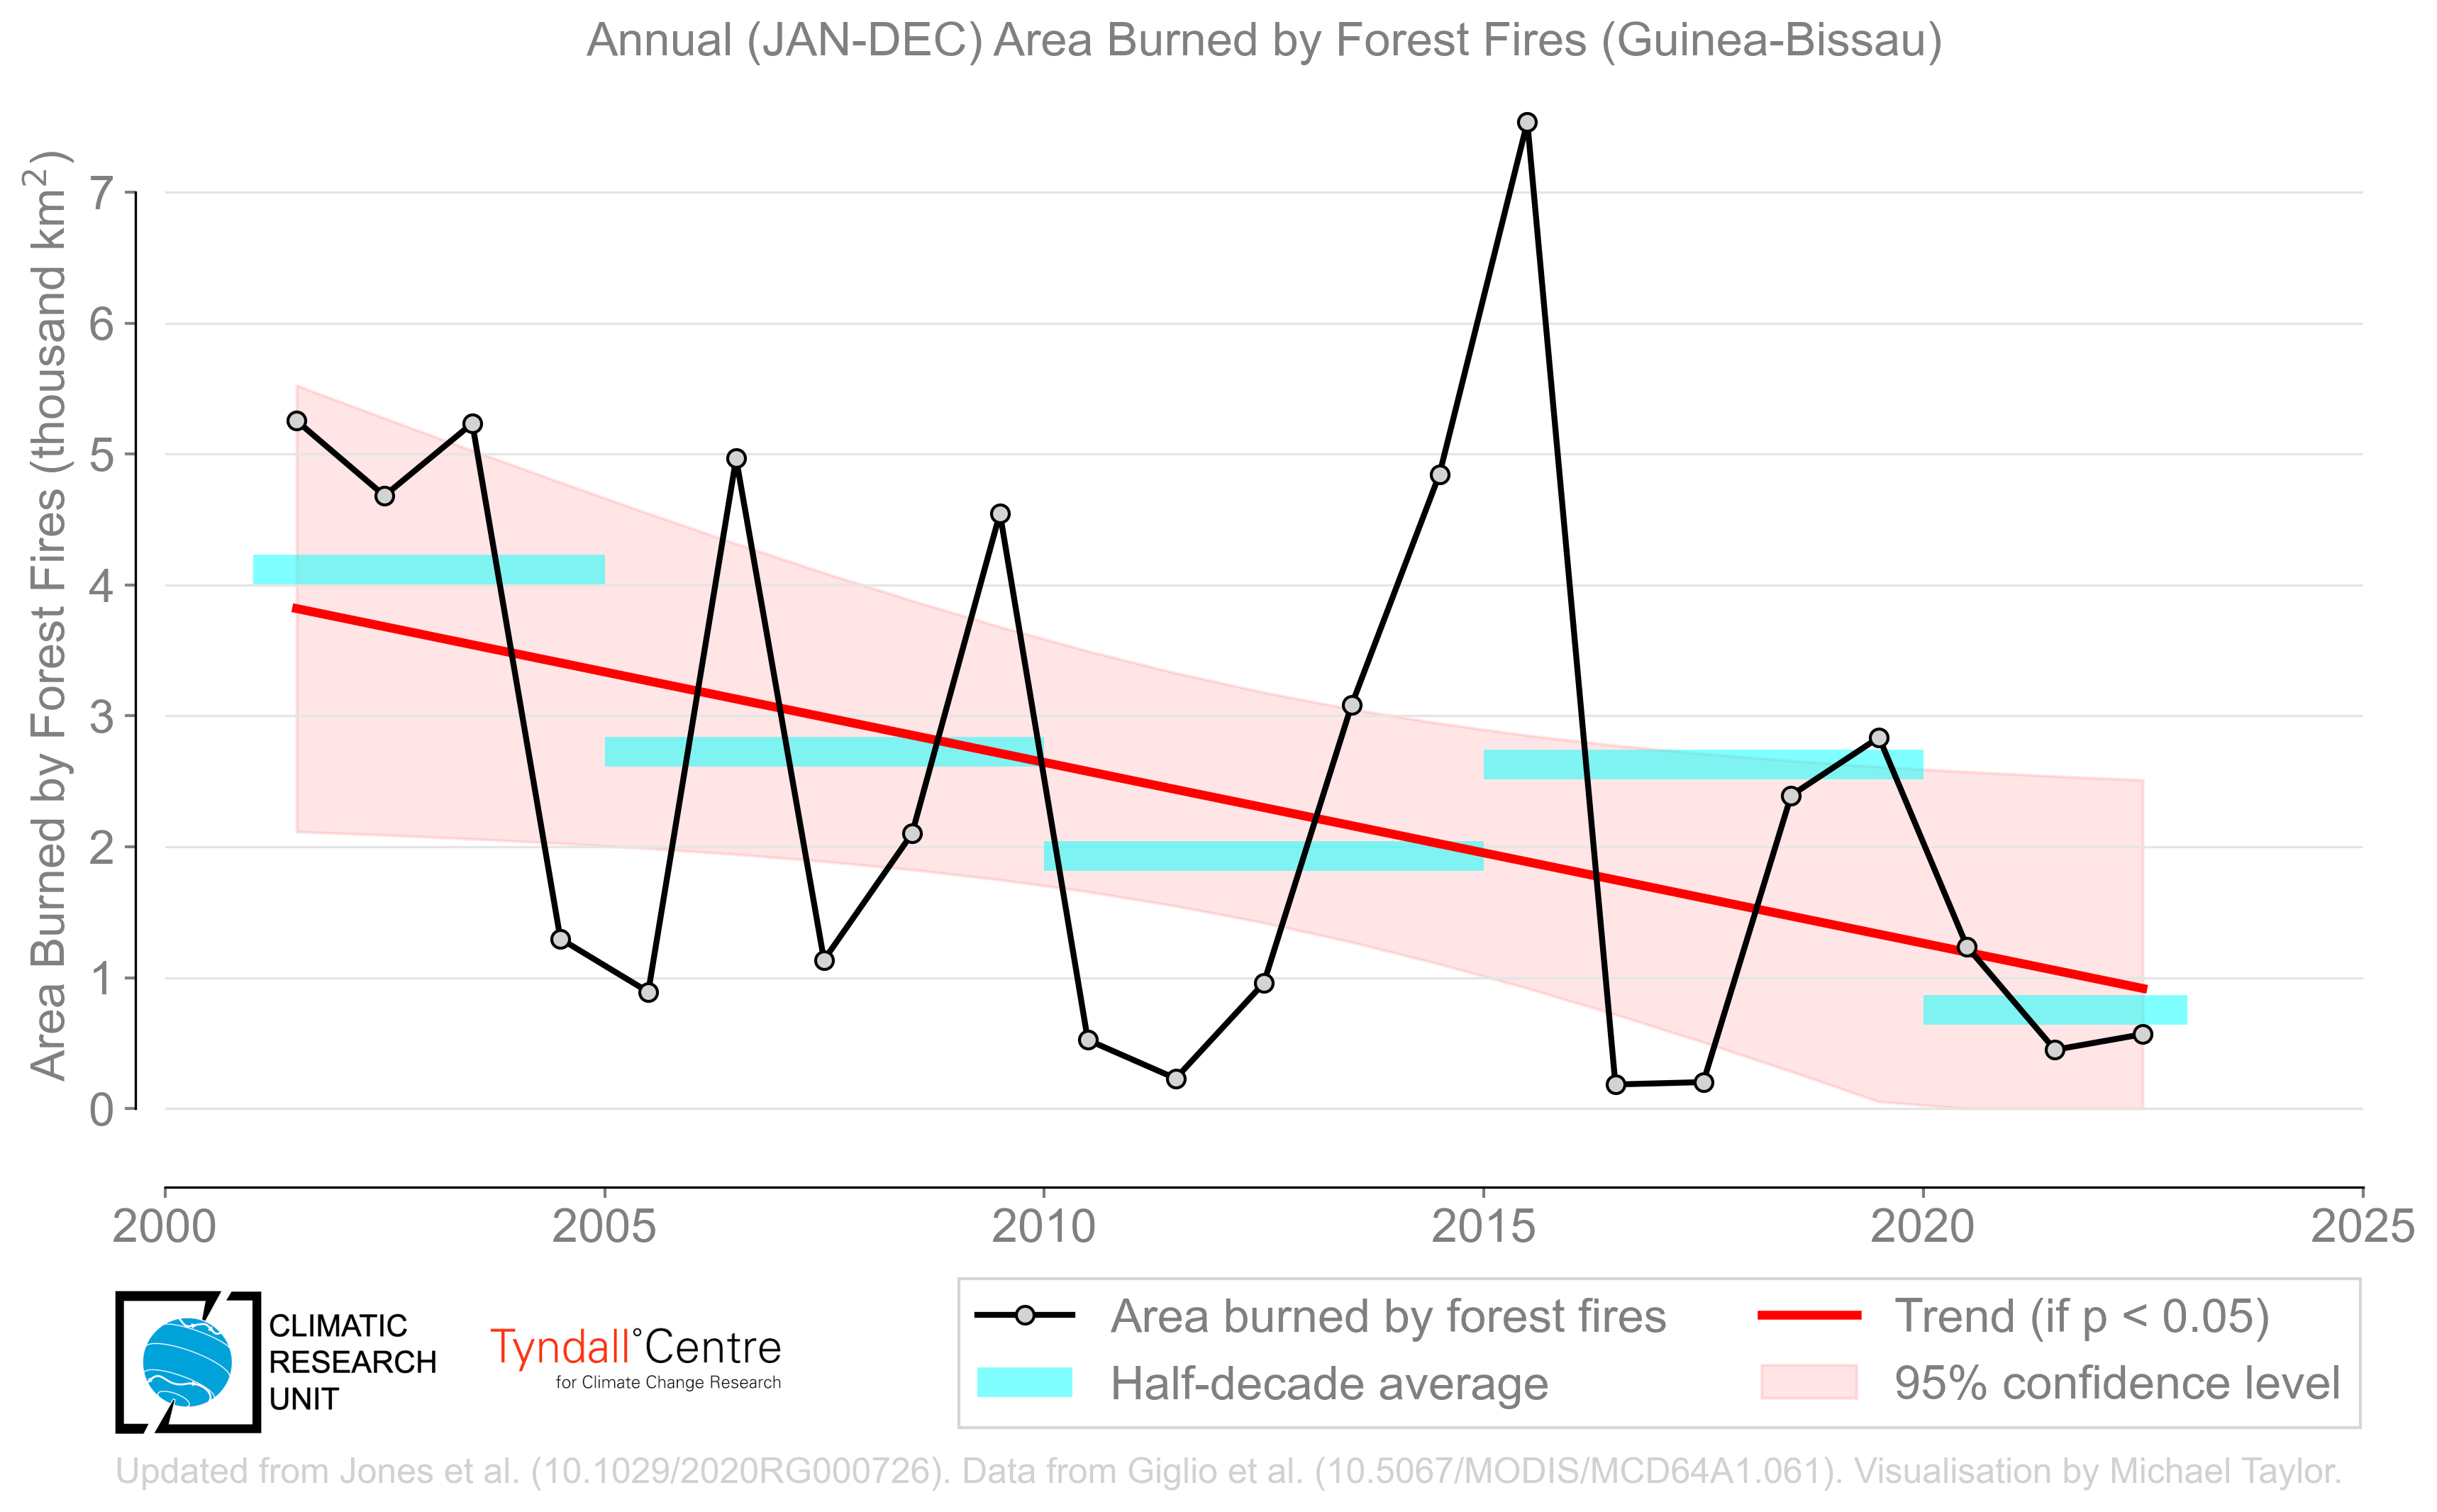 Annual (JAN-DEC) Area Burned by Forest Fires (Guinea-Bissau)
Area Burned by Forest Fires (thousand km²)
7
6
5
4
3
2
1
0
2000 2005 2010 2015 2020 2025
CLIMATIC
RESEARCH
UNIT
Tyndall°Centre
for Climate Change Research
Area burned by forest fires
Half-decade average
Trend (if p < 0.05)
95% confidence level
Updated from Jones et al. (10.1029/2020RG000726). Data from Giglio et al. (10.5067/MODIS/MCD64A1.061). Visualisation by Michael Taylor.